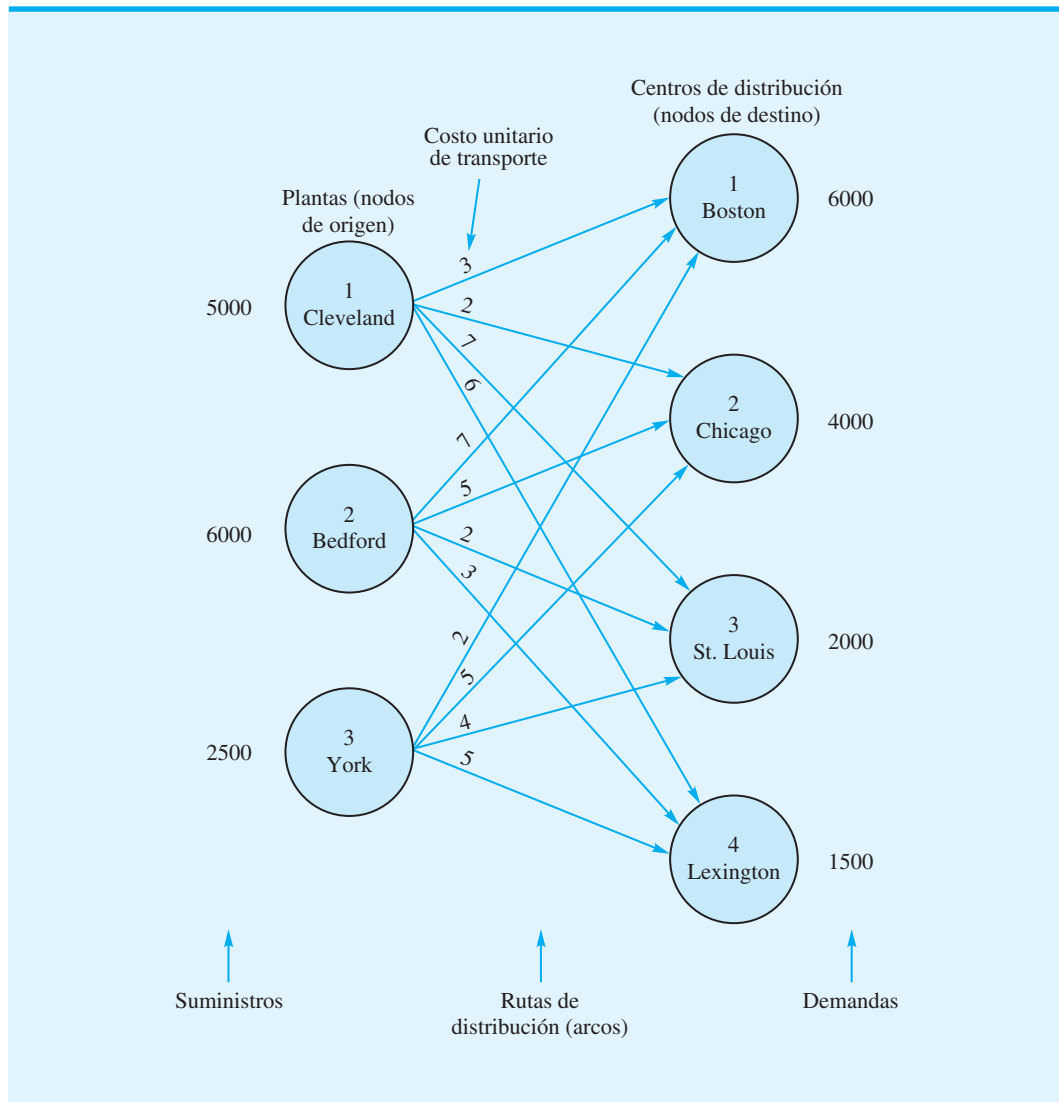 Centros de distribución
(nodos de destino)
Costo unitario
de transporte
Plantas (nodos
de origen)
1
Boston
6000
5000
1
Cleveland
3
2
7
6
2
Chicago
4000
6000
2
Bedford
7
5
2
3
3
St. Louis
2000
2500
3
York
2
5
4
5
4
Lexington
1500
Suministros
Rutas de
distribución (arcos)
Demandas